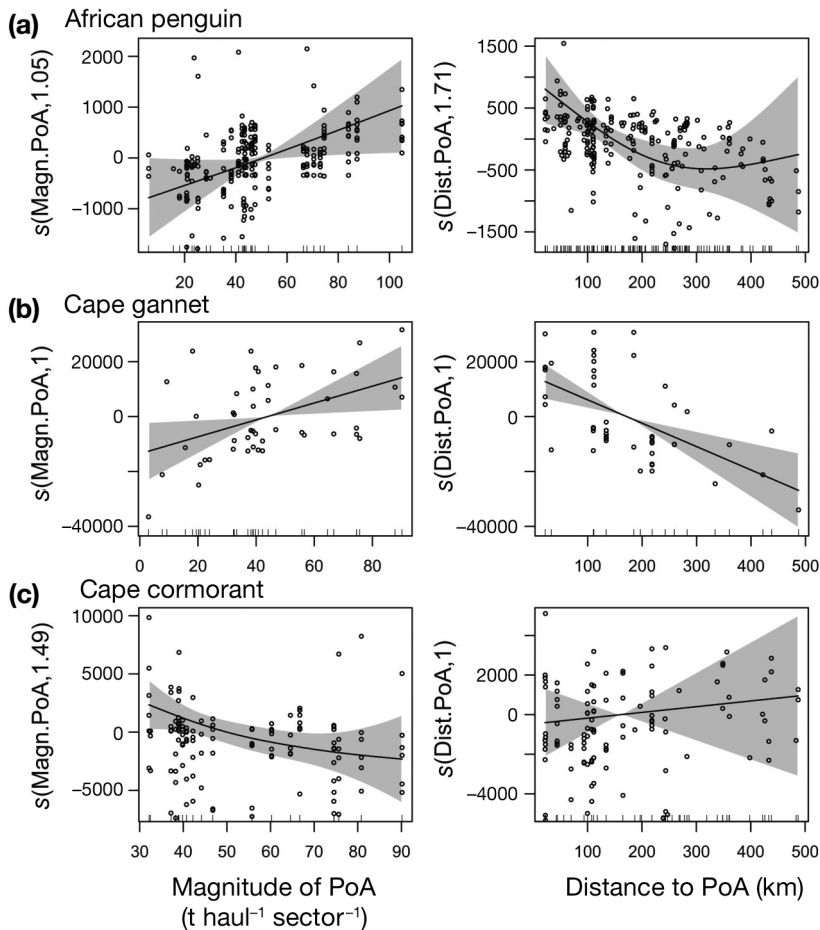 (a) African penguin
s(Magn.PoA,1.05)
2000
1000
0
−1000
20 40 60 80 100
s(Dist.PoA,1.71)
1500
500
−500
−1500
100 200 300 400 500
(b) Cape gannet
s(Magn.PoA,1)
20000
0
−40000
0 20 40 60 80
s(Dist.PoA,1)
20000
0
−40000
100 200 300 400 500
(c) Cape cormorant
s(Magn.PoA,1.49)
10000
5000
0
−5000
30 40 50 60 70 80 90
s(Dist.PoA,1)
2000
0
−4000
0 100 200 300 400 500
Magnitude of PoA
(t haul⁻¹ sector⁻¹)
Distance to PoA (km)